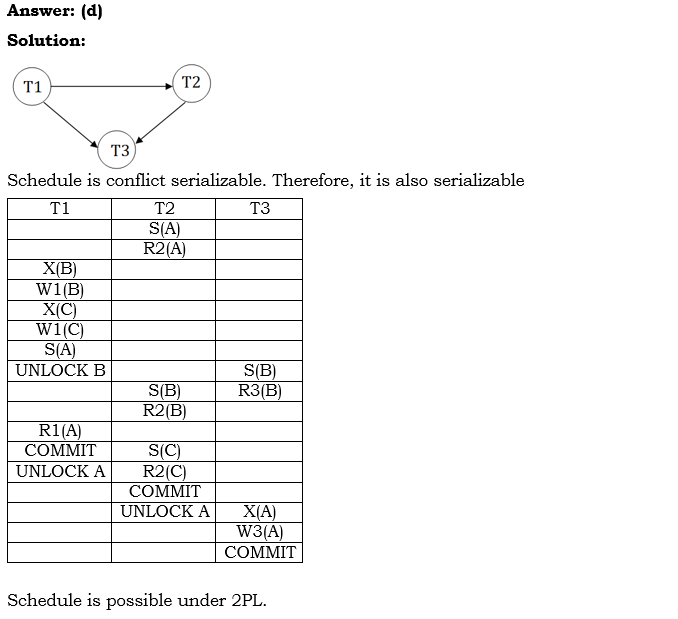 Answer: (d)
Solution:
T1 T2
T3
Schedule is conflict serializable. Therefore, it is also serializable
T1 T2 T3
S(A)
R2(A)
X(B)
W1(B)
X(C)
W1(C)
S(A)
UNLOCK B S(B)
S(B) R3(B)
R2(B)
R1(A)
COMMIT S(C)
UNLOCK A R2(C)
COMMIT
UNLOCK A X(A)
W3(A)
COMMIT
Schedule is possible under 2PL.